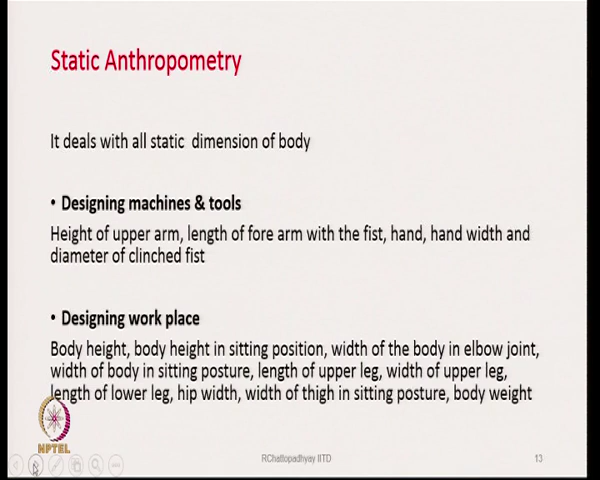 Static Anthropometry
It deals with all static dimension of body
• Designing machines & tools
Height of upper arm, length of fore arm with the fist, hand, hand width and
diameter of clinched fist
• Designing work place
Body height, body height in sitting position, width of the body in elbow joint,
width of body in sitting posture, length of upper leg, width of upper leg,
length of lower leg, hip width, width of thigh in sitting posture, body weight
NPTEL
RChattopadhyay IITD
13